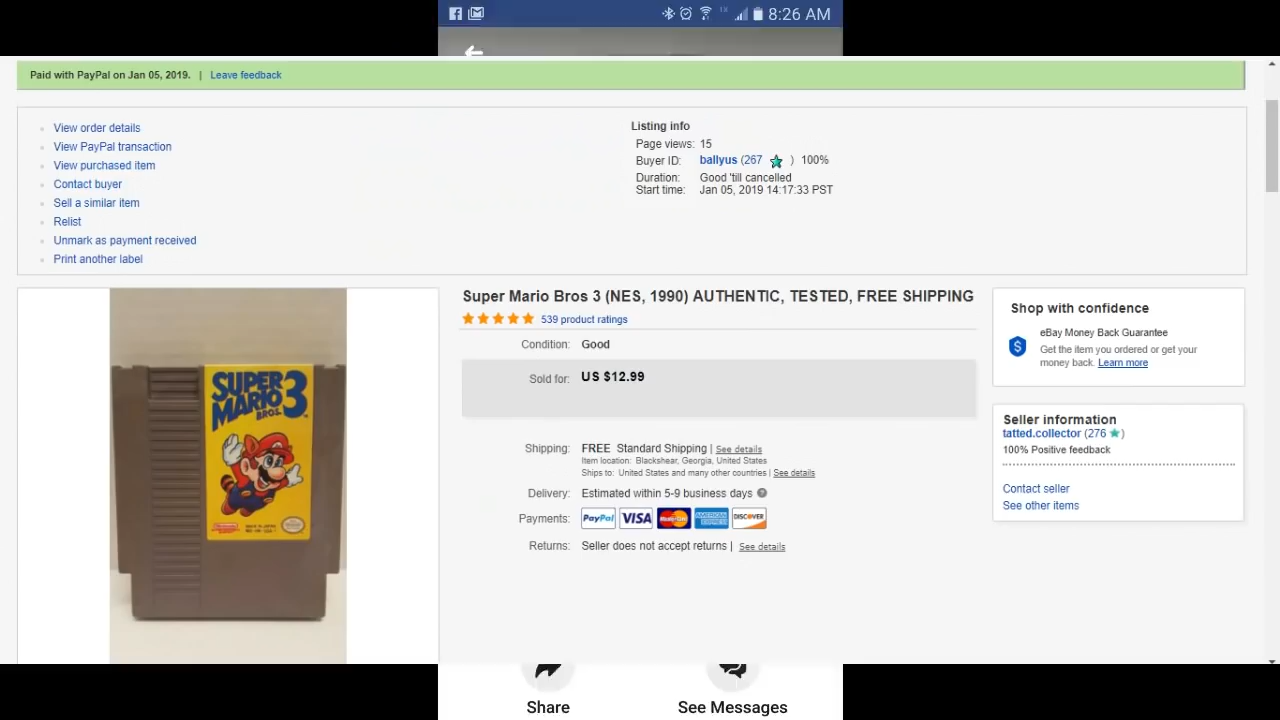 8:26 AM
Paid with PayPal on Jan 05, 2019. | Leave feedback
View order details
View PayPal transaction
View purchased item
Contact buyer
Sell a similar item
Relist
Unmark as payment received
Print another label
Listing info
Page views: 15
Buyer ID: ballyus (267 ) 100%
Duration: Good 'till cancelled
Start time: Jan 05, 2019 14:17:33 PST
SUPER
MARIO 3
BROS.
Super Mario Bros 3 (NES, 1990) AUTHENTIC, TESTED, FREE SHIPPING
539 product ratings
Condition: Good
Sold for: US $12.99
Shipping: FREE Standard Shipping | See details
Item location: Blackshear, Georgia, United States
Ships to: United States and many other countries | See details
Delivery: Estimated within 5-9 business days
Payments: PayPal VISA MasterCard AMERICAN EXPRESS DISCOVER
Returns: Seller does not accept returns | See details
Shop with confidence
eBay Money Back Guarantee
Get the item you ordered or get your
money back. Learn more
Seller information
tatted.collector (276 )
100% Positive feedback
Contact seller
See other items
Share
See Messages